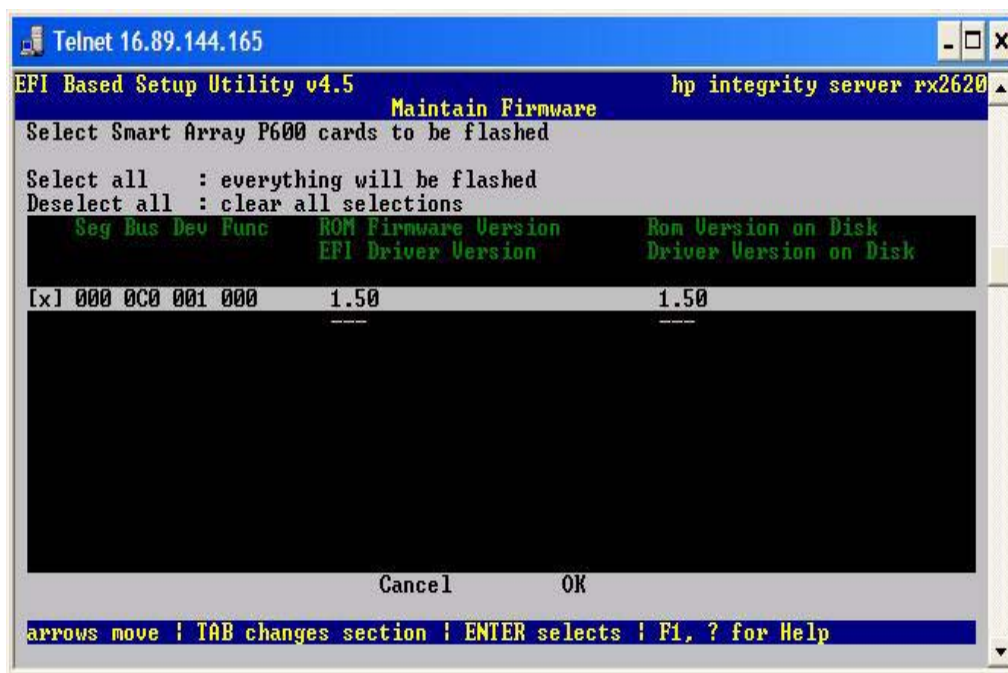 Telnet 16.89.144.165
EFI Based Setup Utility v4.5 hp integrity server rx2620
Maintain Firmware
Select Smart Array P600 cards to be flashed
Select all : everything will be flashed
Deselect all : clear all selections
Seg Bus Dev Func ROM Firmware Version Rom Version on Disk
EFI Driver Version Driver Version on Disk
[x] 000 0C0 001 000 1.50 1.50
--- ---
Cancel OK
arrows move ¦ TAB changes section ¦ ENTER selects ¦ F1, ? for Help